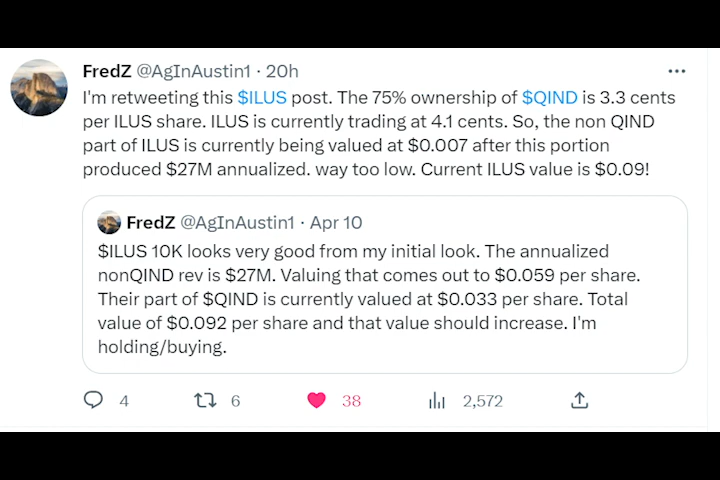 FredZ @AgInAustin1 · 20h
I'm retweeting this $ILUS post. The 75% ownership of $QIND is 3.3 cents
per ILUS share. ILUS is currently trading at 4.1 cents. So, the non QIND
part of ILUS is currently being valued at $0.007 after this portion
produced $27M annualized. way too low. Current ILUS value is $0.09!
FredZ @AgInAustin1 · Apr 10
$ILUS 10K looks very good from my initial look. The annualized
nonQIND rev is $27M. Valuing that comes out to $0.059 per share.
Their part of $QIND is currently valued at $0.033 per share. Total
value of $0.092 per share and that value should increase. I'm
holding/buying.
4 6 38 2,572